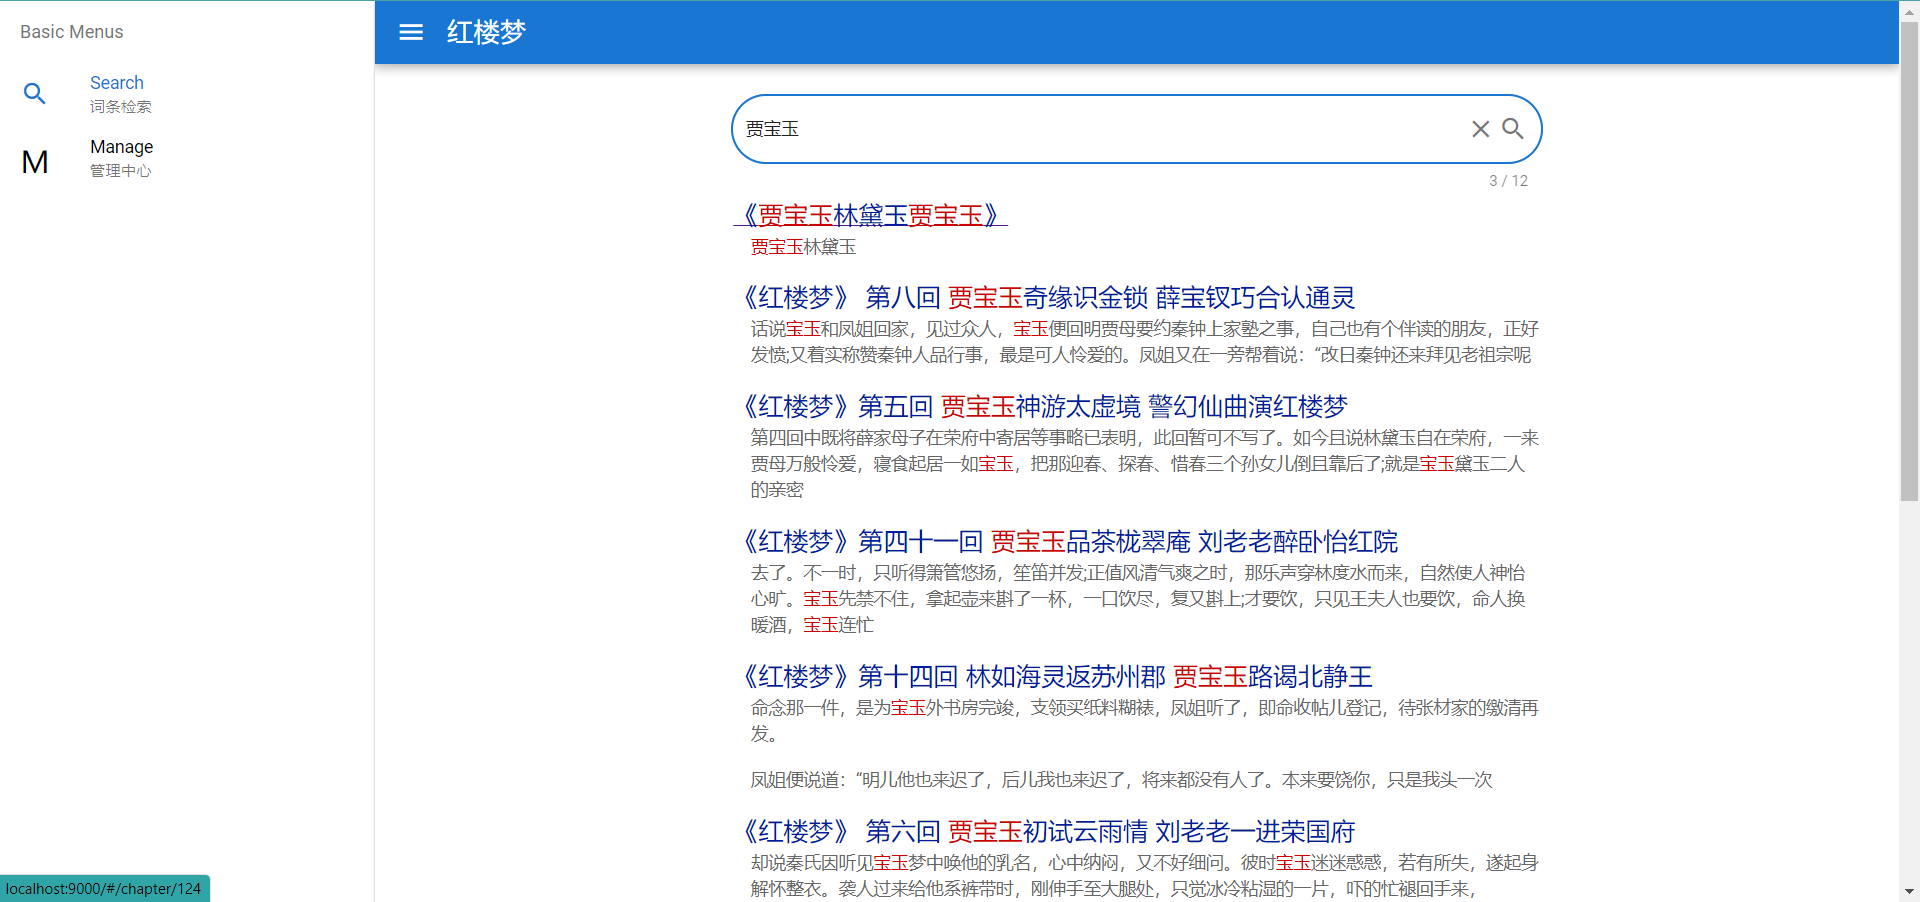 Basic Menus
Search
词条检索
M
Manage
管理中心
红楼梦
贾宝玉
3 / 12
《贾宝玉林黛玉贾宝玉》
贾宝玉林黛玉
《红楼梦》 第八回 贾宝玉奇缘识金锁 薛宝钗巧合认通灵
话说宝玉和凤姐回家，见过众人，宝玉便回明贾母要约秦钟上家塾之事，自己也有个伴读的朋友，正好
发愤;又着实称赞秦钟人品行事，最是可人怜爱的。凤姐又在一旁帮着说：“改日秦钟还来拜见老祖宗呢
《红楼梦》第五回 贾宝玉神游太虚境 警幻仙曲演红楼梦
第四回中既将薛家母子在荣府中寄居等事略已表明，此回暂可不写了。如今且说林黛玉自在荣府，一来
贾母万般怜爱，寝食起居一如宝玉，把那迎春、探春、惜春三个孙女儿倒且靠后了;就是宝玉黛玉二人
的亲密
《红楼梦》第四十一回 贾宝玉品茶栊翠庵 刘老老醉卧怡红院
去了。不一时，只听得箫管悠扬，笙笛并发;正值风清气爽之时，那乐声穿林度水而来，自然使人神怡
心旷。宝玉先禁不住，拿起壶来斟了一杯，一口饮尽，复又斟上;才要饮，只见王夫人也要饮，命人换
暖酒，宝玉连忙
《红楼梦》第十四回 林如海灵返苏州郡 贾宝玉路谒北静王
命念那一件，是为宝玉外书房完竣，支领买纸料糊裱，凤姐听了，即命收帖儿登记，待张材家的缴清再
发。
凤姐便说道：“明儿他也来迟了，后儿我也来迟了，将来都没有人了。本来要饶你，只是我头一次
《红楼梦》 第六回 贾宝玉初试云雨情 刘老老一进荣国府
却说秦氏因听见宝玉梦中唤他的乳名，心中纳闷，又不好细问。彼时宝玉迷迷惑惑，若有所失，遂起身
解怀整衣。袭人过来给他系裤带时，刚伸手至大腿处，只觉冰冷粘湿的一片，吓的忙褪回手来，
localhost:9000/#/chapter/124